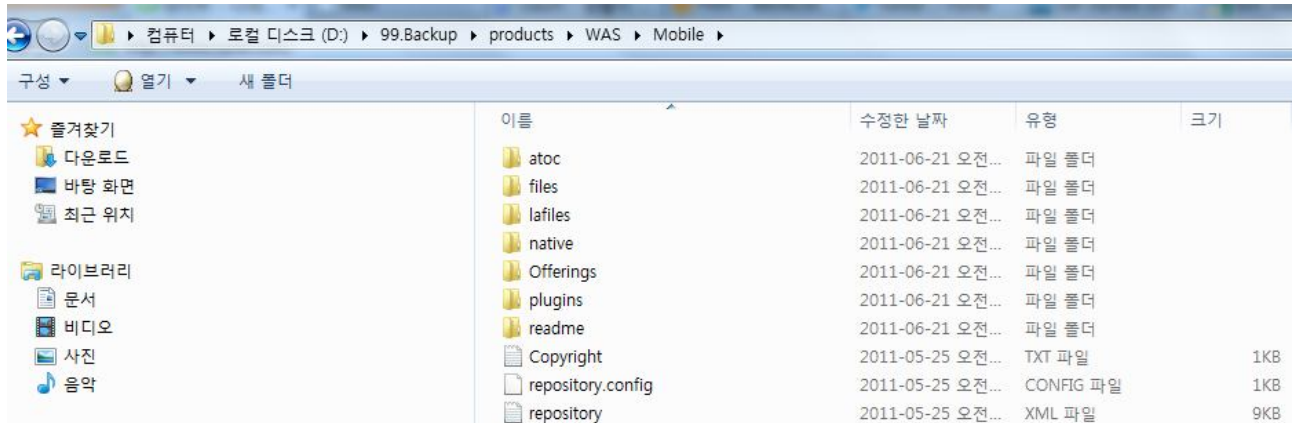 컴퓨터 ▸ 로컬 디스크 (D:) ▸ 99.Backup ▸ products ▸ WAS ▸ Mobile ▸
구성 ▾ 열기 ▾ 새 폴더
즐겨찾기
다운로드
바탕 화면
최근 위치
라이브러리
문서
비디오
사진
음악
이름 수정한 날짜 유형 크기
atoc 2011-06-21 오전... 파일 폴더
files 2011-06-21 오전... 파일 폴더
lafiles 2011-06-21 오전... 파일 폴더
native 2011-06-21 오전... 파일 폴더
Offerings 2011-06-21 오전... 파일 폴더
plugins 2011-06-21 오전... 파일 폴더
readme 2011-06-21 오전... 파일 폴더
Copyright 2011-05-25 오전... TXT 파일 1KB
repository.config 2011-05-25 오전... CONFIG 파일 1KB
repository 2011-05-25 오전... XML 파일 9KB